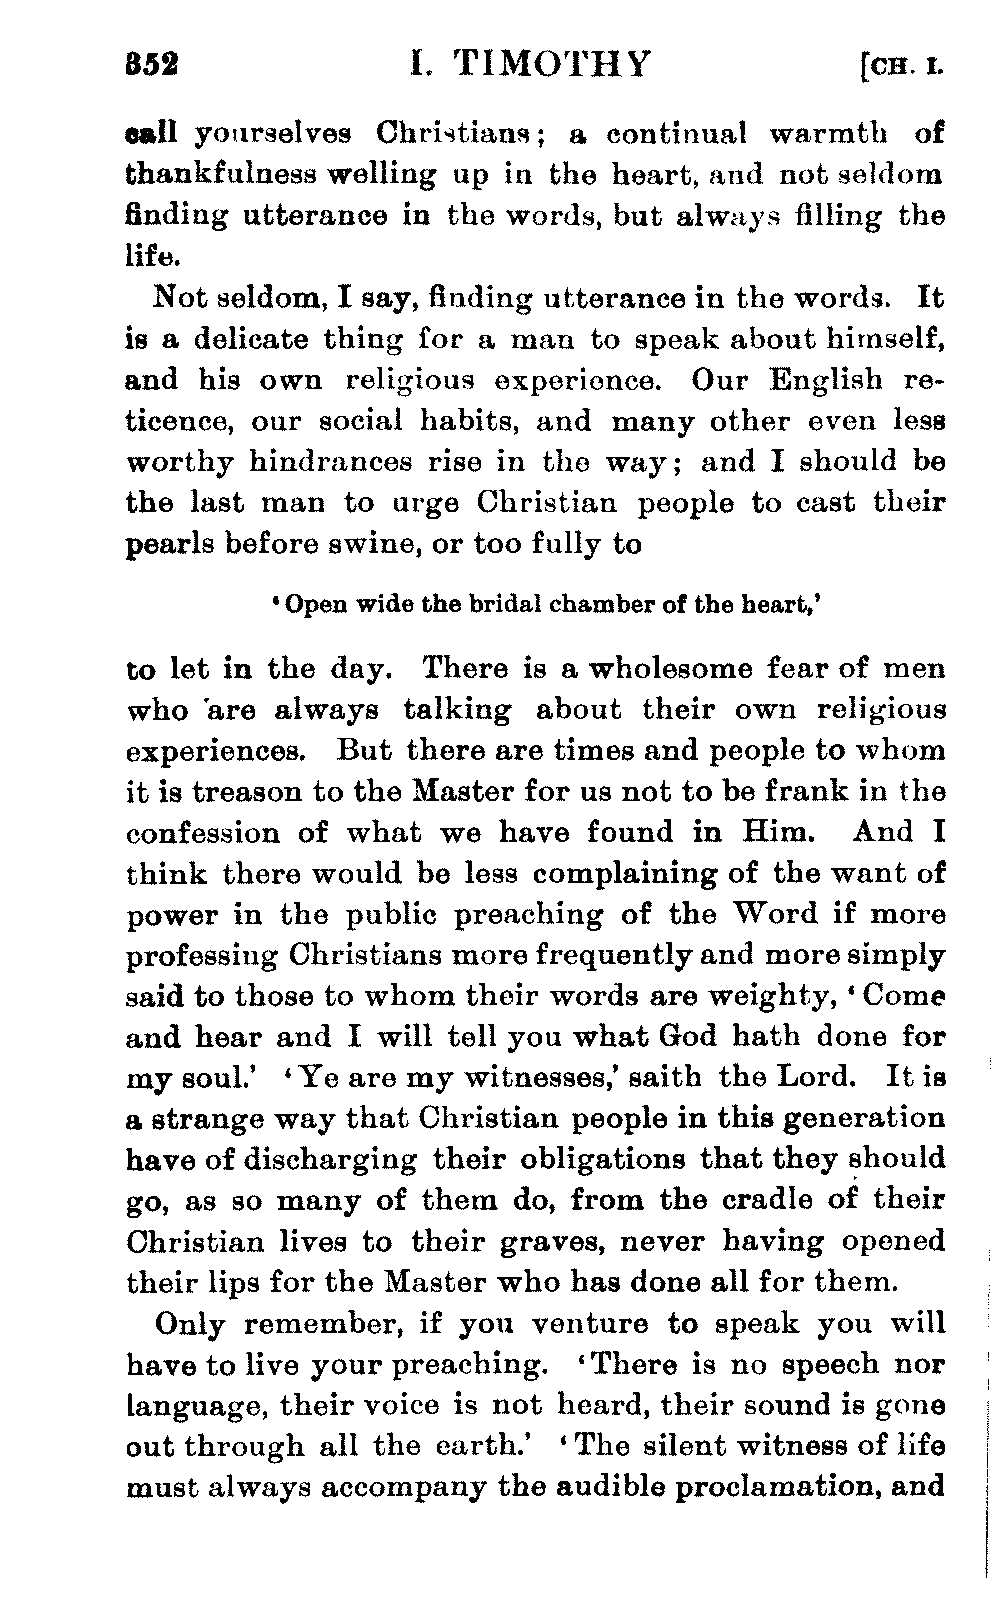 352 I. TIMOTHY [CH. I.
call yourselves Christians; a continual warmth of
thankfulness welling up in the heart, and not seldom
finding utterance in the words, but always filling the
life.
Not seldom, I say, finding utterance in the words. It
is a delicate thing for a man to speak about himself,
and his own religious experience. Our English re-
ticence, our social habits, and many other even less
worthy hindrances rise in the way; and I should be
the last man to urge Christian people to cast their
pearls before swine, or too fully to
‘Open wide the bridal chamber of the heart,’
to let in the day. There is a wholesome fear of men
who are always talking about their own religious
experiences. But there are times and people to whom
it is treason to the Master for us not to be frank in the
confession of what we have found in Him. And I
think there would be less complaining of the want of
power in the public preaching of the Word if more
professing Christians more frequently and more simply
said to those to whom their words are weighty, ‘Come
and hear and I will tell you what God hath done for
my soul.’ ‘Ye are my witnesses,’ saith the Lord. It is
a strange way that Christian people in this generation
have of discharging their obligations that they should
go, as so many of them do, from the cradle of their
Christian lives to their graves, never having opened
their lips for the Master who has done all for them.
Only remember, if you venture to speak you will
have to live your preaching. ‘There is no speech nor
language, their voice is not heard, their sound is gone
out through all the earth.’ ‘The silent witness of life
must always accompany the audible proclamation, and